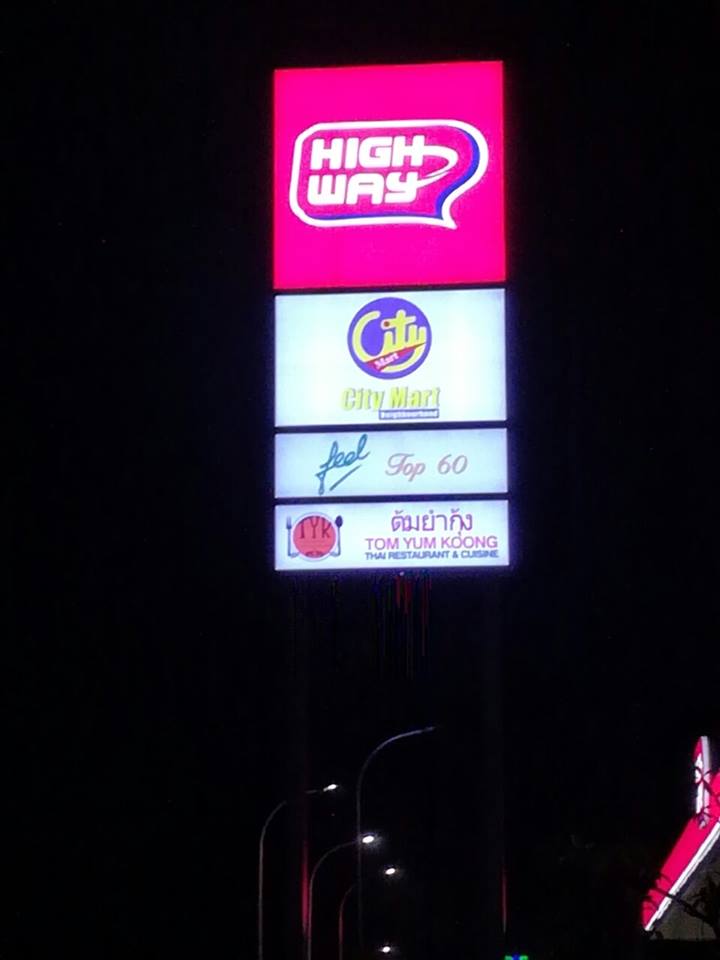 HIGH
WAY
City
Mart
City Mart
Neighbourhood
feel Top 60
TYK
ต้มยำกุ้ง
TOM YUM KOONG
THAI RESTAURANT & CUISINE